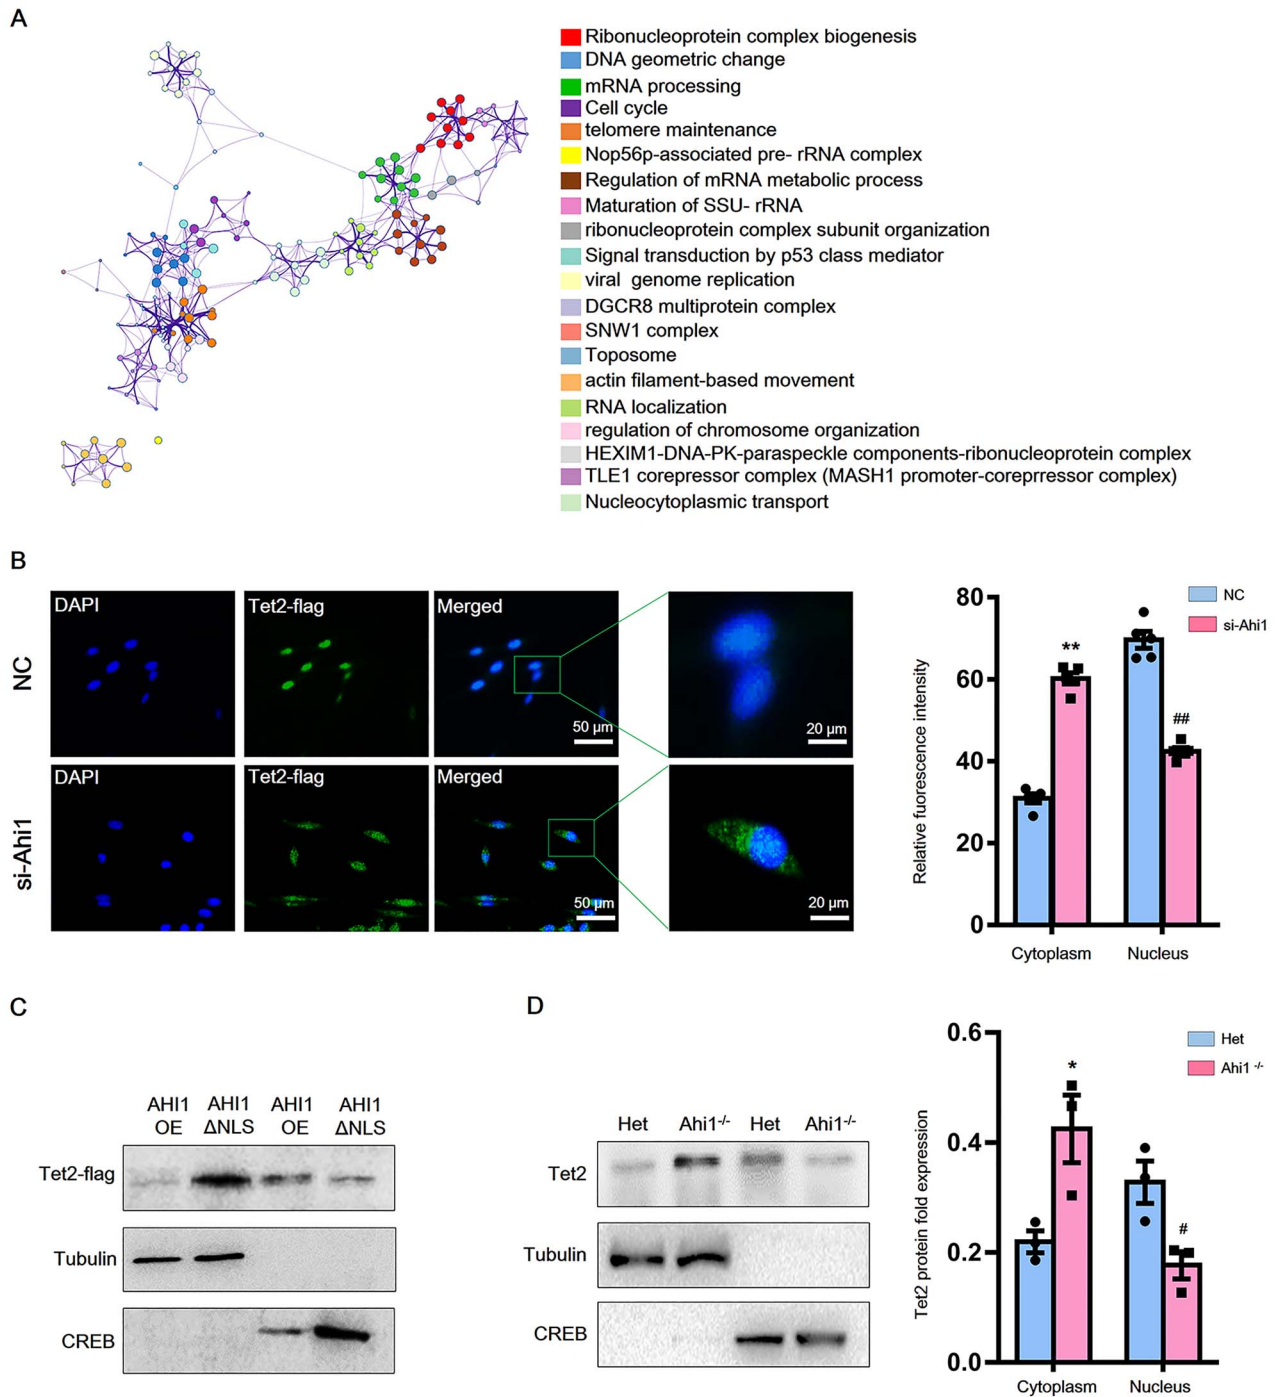 A
Ribonucleoprotein complex biogenesis
DNA geometric change
mRNA processing
Cell cycle
telomere maintenance
Nop56p-associated pre- rRNA complex
Regulation of mRNA metabolic process
Maturation of SSU- rRNA
ribonucleoprotein complex subunit organization
Signal transduction by p53 class mediator
viral genome replication
DGCR8 multiprotein complex
SNW1 complex
Toposome
actin filament-based movement
RNA localization
regulation of chromosome organization
HEXIM1-DNA-PK-paraspeckle components-ribonucleoprotein complex
TLE1 corepressor complex (MASH1 promoter-coreprressor complex)
Nucleocytoplasmic transport
B
NC
DAPI
Tet2-flag
Merged
50 µm
20 µm
si-Ahi1
DAPI
Tet2-flag
Merged
50 µm
20 µm
Relative fuorescence intensity
80
60
40
20
0
**
##
NC
si-Ahi1
Cytoplasm
Nucleus
C
AHI1 OE
AHI1 ΔNLS
AHI1 OE
AHI1 ΔNLS
Tet2-flag
Tubulin
CREB
D
Het
Ahi1-/-
Het
Ahi1-/-
Tet2
Tubulin
CREB
Tet2 protein fold expression
0.6
0.4
0.2
0.0
*
#
Het
Ahi1 -/-
Cytoplasm
Nucleus